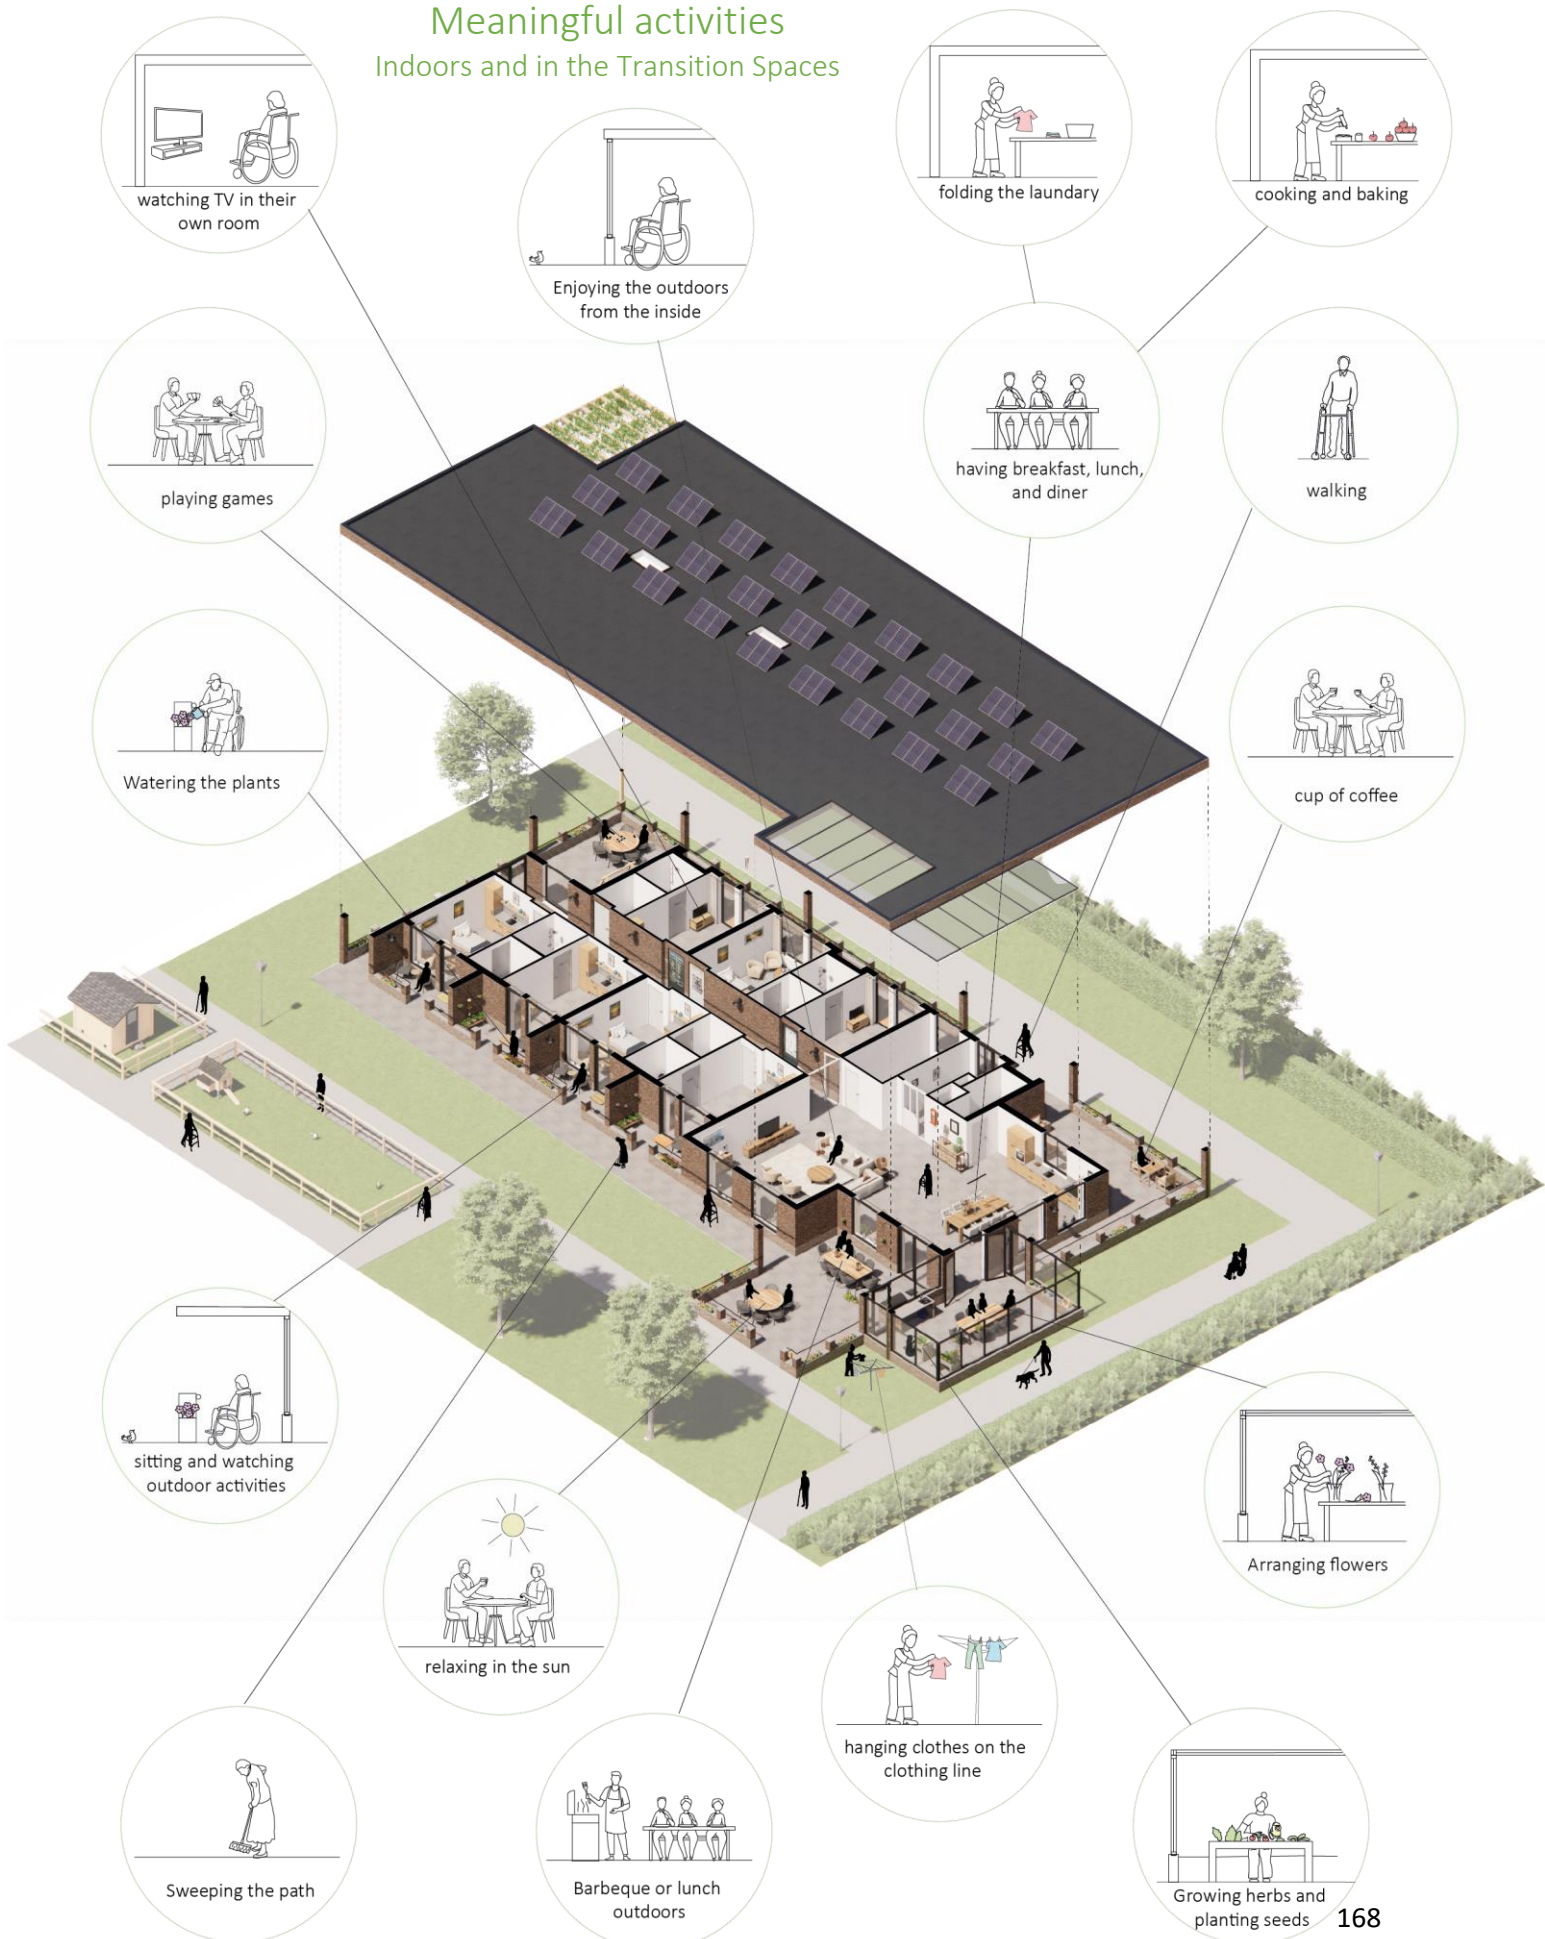 Meaningful activities
Indoors and in the Transition Spaces
watching TV in their
own room
Enjoying the outdoors
from the inside
folding the laundary
cooking and baking
playing games
having breakfast, lunch,
and diner
walking
Watering the plants
cup of coffee
sitting and watching
outdoor activities
relaxing in the sun
Arranging flowers
hanging clothes on the
clothing line
Sweeping the path
Barbeque or lunch
outdoors
Growing herbs and
planting seeds
168